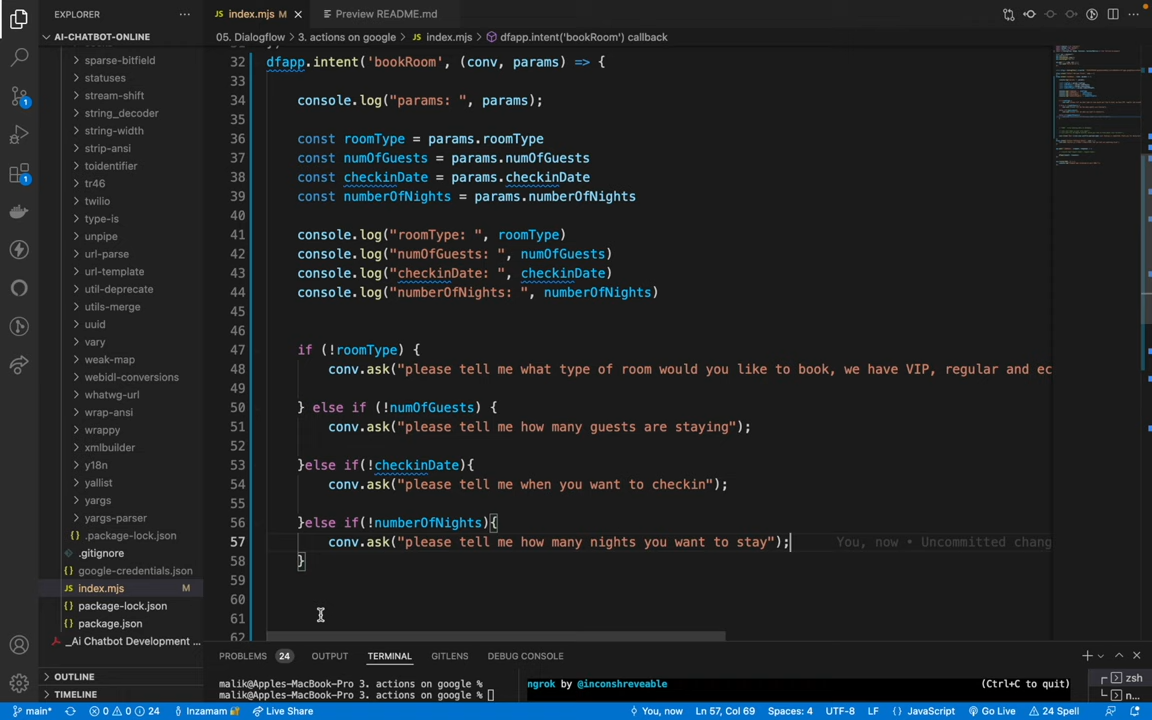 EXPLORER
···
JS index.mjs M
Preview README.md
AI-CHATBOT-ONLINE
05. Dialogflow > 3. actions on google > JS index.mjs > dfapp.intent('bookRoom') callback
sparse-bitfield
statuses
stream-shift
string_decoder
string-width
strip-ansi
toidentifier
tr46
twilio
type-is
unpipe
url-parse
url-template
util-deprecate
utils-merge
uuid
vary
weak-map
webidl-conversions
whatwg-url
wrap-ansi
wrappy
xmlbuilder
y18n
yallist
yargs
yargs-parser
{} .package-lock.json
.gitignore
{} google-credentials.json
JS index.mjs M
{} package-lock.json
{} package.json
_Ai Chatbot Development ...
OUTLINE
TIMELINE
32 dfapp.intent('bookRoom', (conv, params) => {
33
34 console.log("params: ", params);
35
36 const roomType = params.roomType
37 const numOfGuests = params.numOfGuests
38 const checkinDate = params.checkinDate
39 const numberOfNights = params.numberOfNights
40
41 console.log("roomType: ", roomType)
42 console.log("numOfGuests: ", numOfGuests)
43 console.log("checkinDate: ", checkinDate)
44 console.log("numberOfNights: ", numberOfNights)
45
46
47 if (!roomType) {
48 conv.ask("please tell me what type of room would you like to book, we have VIP, regular and ec
49
50 } else if (!numOfGuests) {
51 conv.ask("please tell me how many guests are staying");
52
53 }else if(!checkinDate){
54 conv.ask("please tell me when you want to checkin");
55
56 }else if(!numberOfNights){
57 conv.ask("please tell me how many nights you want to stay"); You, now • Uncommitted chang
58 }
59
60
61
62
PROBLEMS 24 OUTPUT TERMINAL GITLENS DEBUG CONSOLE
malik@Apples-MacBook-Pro 3. actions on google %
malik@Apples-MacBook-Pro 3. actions on google %
ngrok by @inconshreveable (Ctrl+C to quit)
zsh
n...
main* 0 0 24 Inzamam Live Share You, now Ln 57, Col 69 Spaces: 4 UTF-8 LF JavaScript Go Live 24 Spell